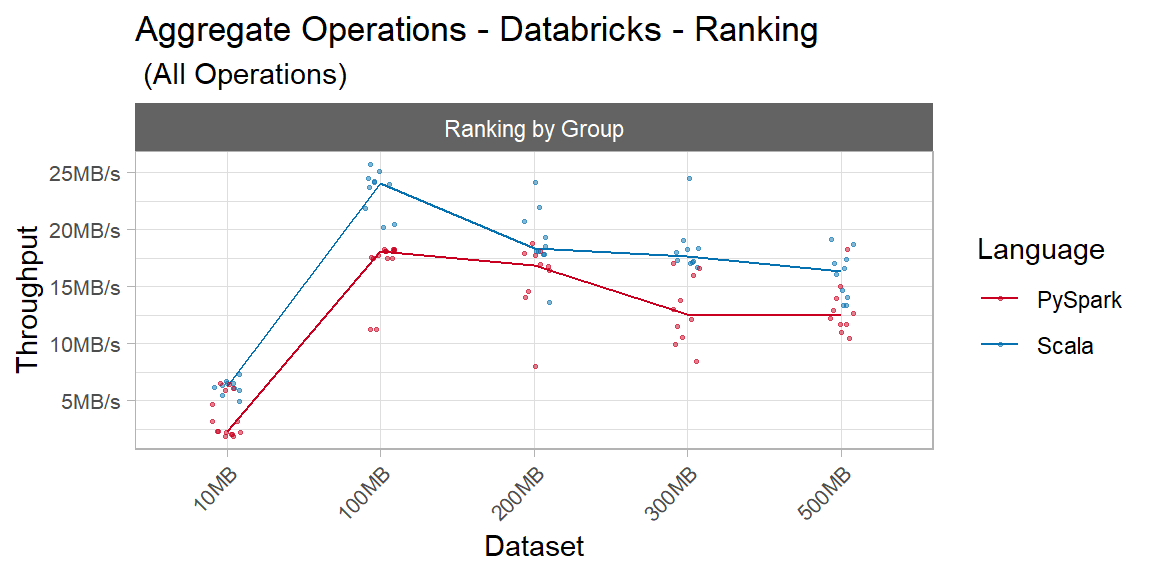 Aggregate Operations - Databricks - Ranking
(All Operations)
Ranking by Group
25MB/s
20MB/s
15MB/s
10MB/s
5MB/s
Throughput
10MB
100MB
200MB
300MB
500MB
Dataset
Language
PySpark
Scala